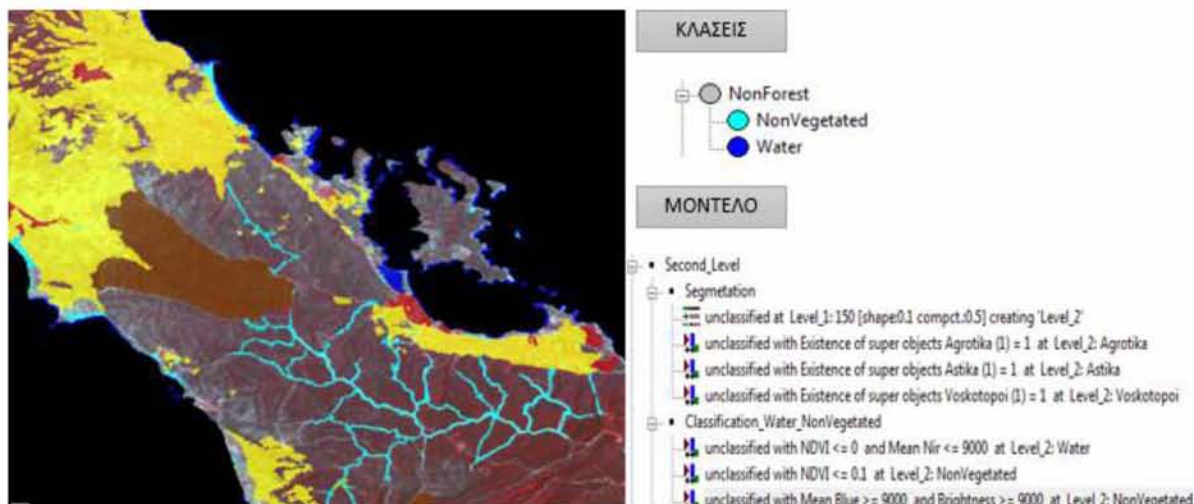 ΚΛΑΣΕΙΣ
NonForest
NonVegetated
Water
ΜΟΝΤΕΛΟ
Second_Level
Segmetation
unclassified at Level_1: 150 [shape:0.1 compct.:0.5] creating 'Level_2'
unclassified with Existence of super objects Agrotika (1) = 1 at Level_2: Agrotika
unclassified with Existence of super objects Astika (1) = 1 at Level_2: Astika
unclassified with Existence of super objects Voskotopoi (1) = 1 at Level_2: Voskotopoi
Classification_Water_NonVegetated
unclassified with NDVI <= 0 and Mean Nir <= 9000 at Level_2: Water
unclassified with NDVI <= 0.1 at Level_2: NonVegetated
unclassified with Mean Blue >= 9000 and Brightness >= 9000 at Level_2: NonVegetated